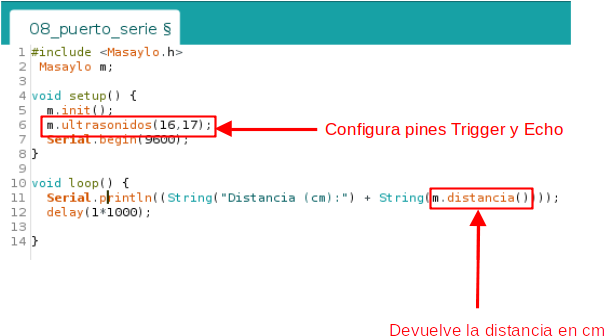 08_puerto_serie §
1 #include <Masaylo.h>
2 Masaylo m;
3
4 void setup() {
5 m.init();
6 m.ultrasonidos(16,17);
7 Serial.begin(9600);
8 }
9
10 void loop() {
11 Serial.println((String("Distancia (cm):") + String(m.distancia())));
12 delay(1*1000);
13
14 }
Configura pines Trigger y Echo
Devuelve la distancia en cm